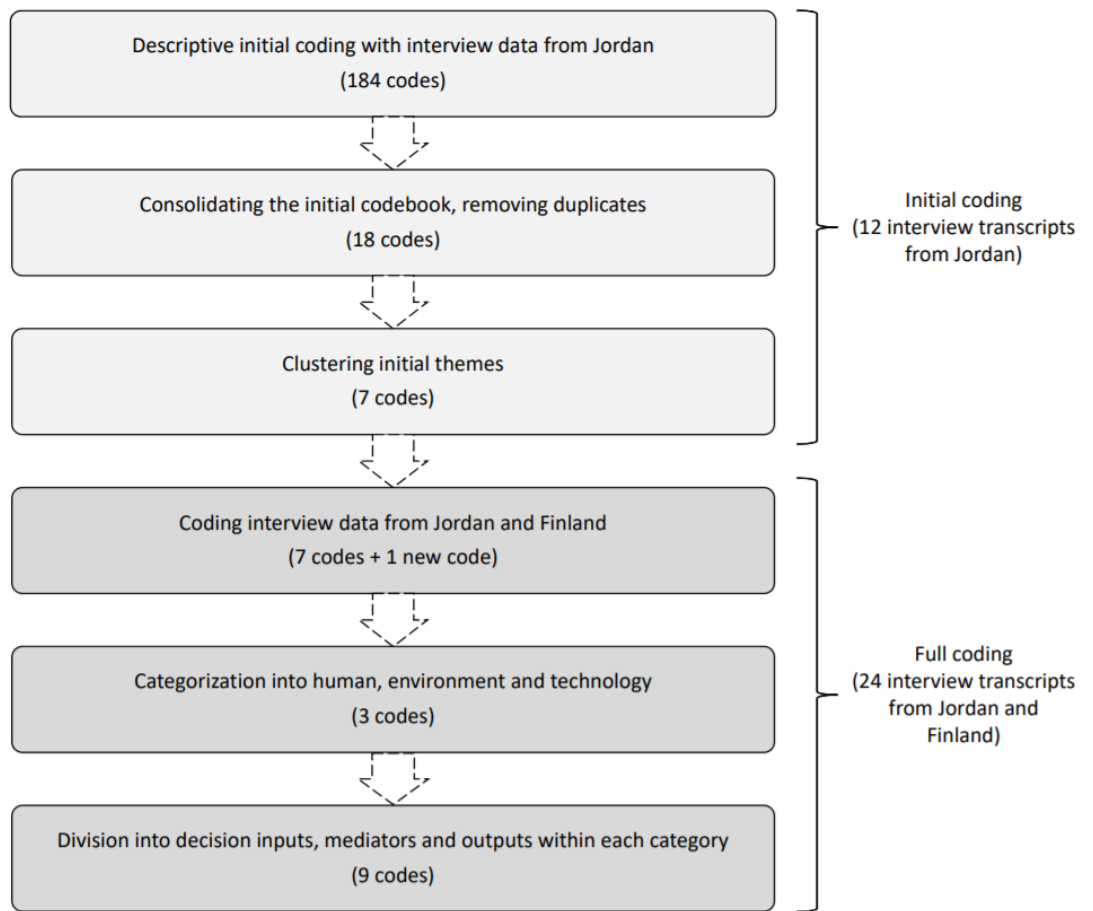 Descriptive initial coding with interview data from Jordan
(184 codes)
Consolidating the initial codebook, removing duplicates
(18 codes)
Clustering initial themes
(7 codes)
Initial coding
(12 interview transcripts
from Jordan)
Coding interview data from Jordan and Finland
(7 codes + 1 new code)
Categorization into human, environment and technology
(3 codes)
Division into decision inputs, mediators and outputs within each category
(9 codes)
Full coding
(24 interview transcripts
from Jordan and
Finland)